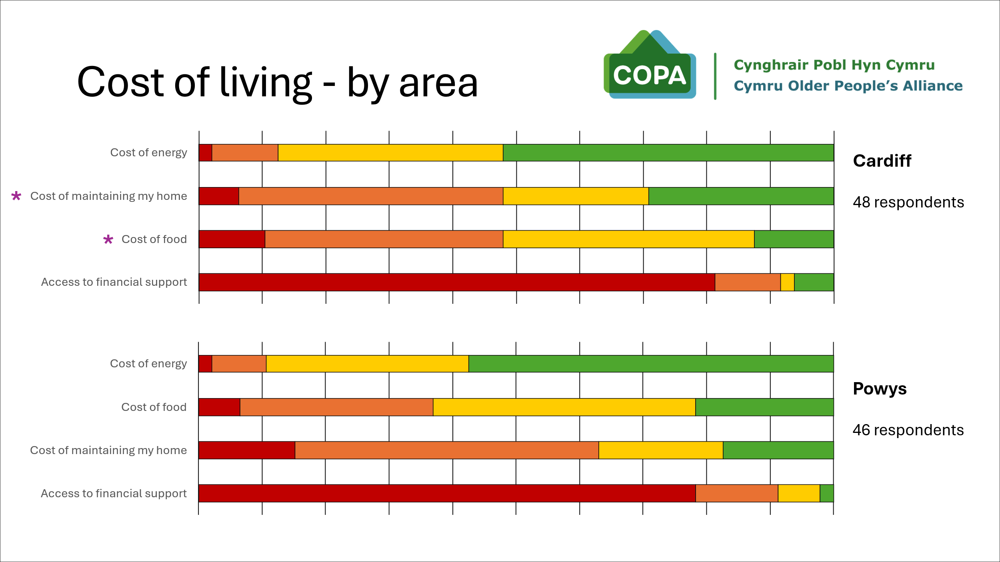 Cost of living - by area
COPA
Cynghrair Pobl Hyn Cymru
Cymru Older People’s Alliance
Cost of energy
* Cost of maintaining my home
* Cost of food
Access to financial support
Cardiff
48 respondents
Cost of energy
Cost of food
Cost of maintaining my home
Access to financial support
Powys
46 respondents